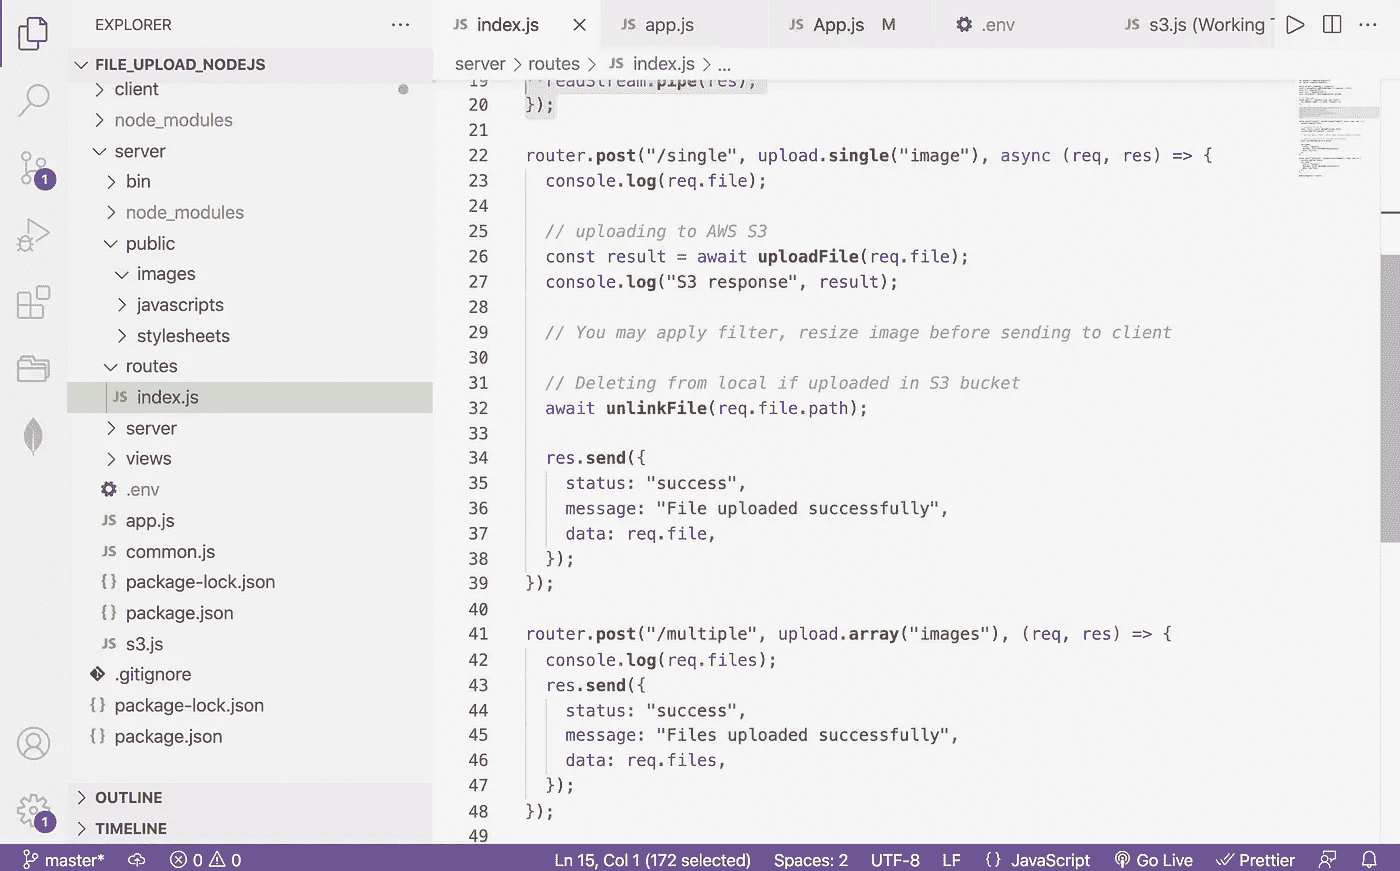 EXPLORER
FILE_UPLOAD_NODEJS
client
node_modules
server
bin
node_modules
public
images
javascripts
stylesheets
routes
JS index.js
server
views
.env
JS app.js
JS common.js
{} package-lock.json
{} package.json
JS s3.js
.gitignore
{} package-lock.json
{} package.json
OUTLINE
TIMELINE
1
1
JS index.js
JS app.js
JS App.js M
.env
JS s3.js (Working
server > routes > JS index.js > ...
19 readStream.pipe(res);
20 });
21
22 router.post("/single", upload.single("image"), async (req, res) => {
23 console.log(req.file);
24
25 // uploading to AWS S3
26 const result = await uploadFile(req.file);
27 console.log("S3 response", result);
28
29 // You may apply filter, resize image before sending to client
30
31 // Deleting from local if uploaded in S3 bucket
32 await unlinkFile(req.file.path);
33
34 res.send({
35 status: "success",
36 message: "File uploaded successfully",
37 data: req.file,
38 });
39 });
40
41 router.post("/multiple", upload.array("images"), (req, res) => {
42 console.log(req.files);
43 res.send({
44 status: "success",
45 message: "Files uploaded successfully",
46 data: req.files,
47 });
48 });
49
master* 0 0 Ln 15, Col 1 (172 selected) Spaces: 2 UTF-8 LF {} JavaScript Go Live Prettier